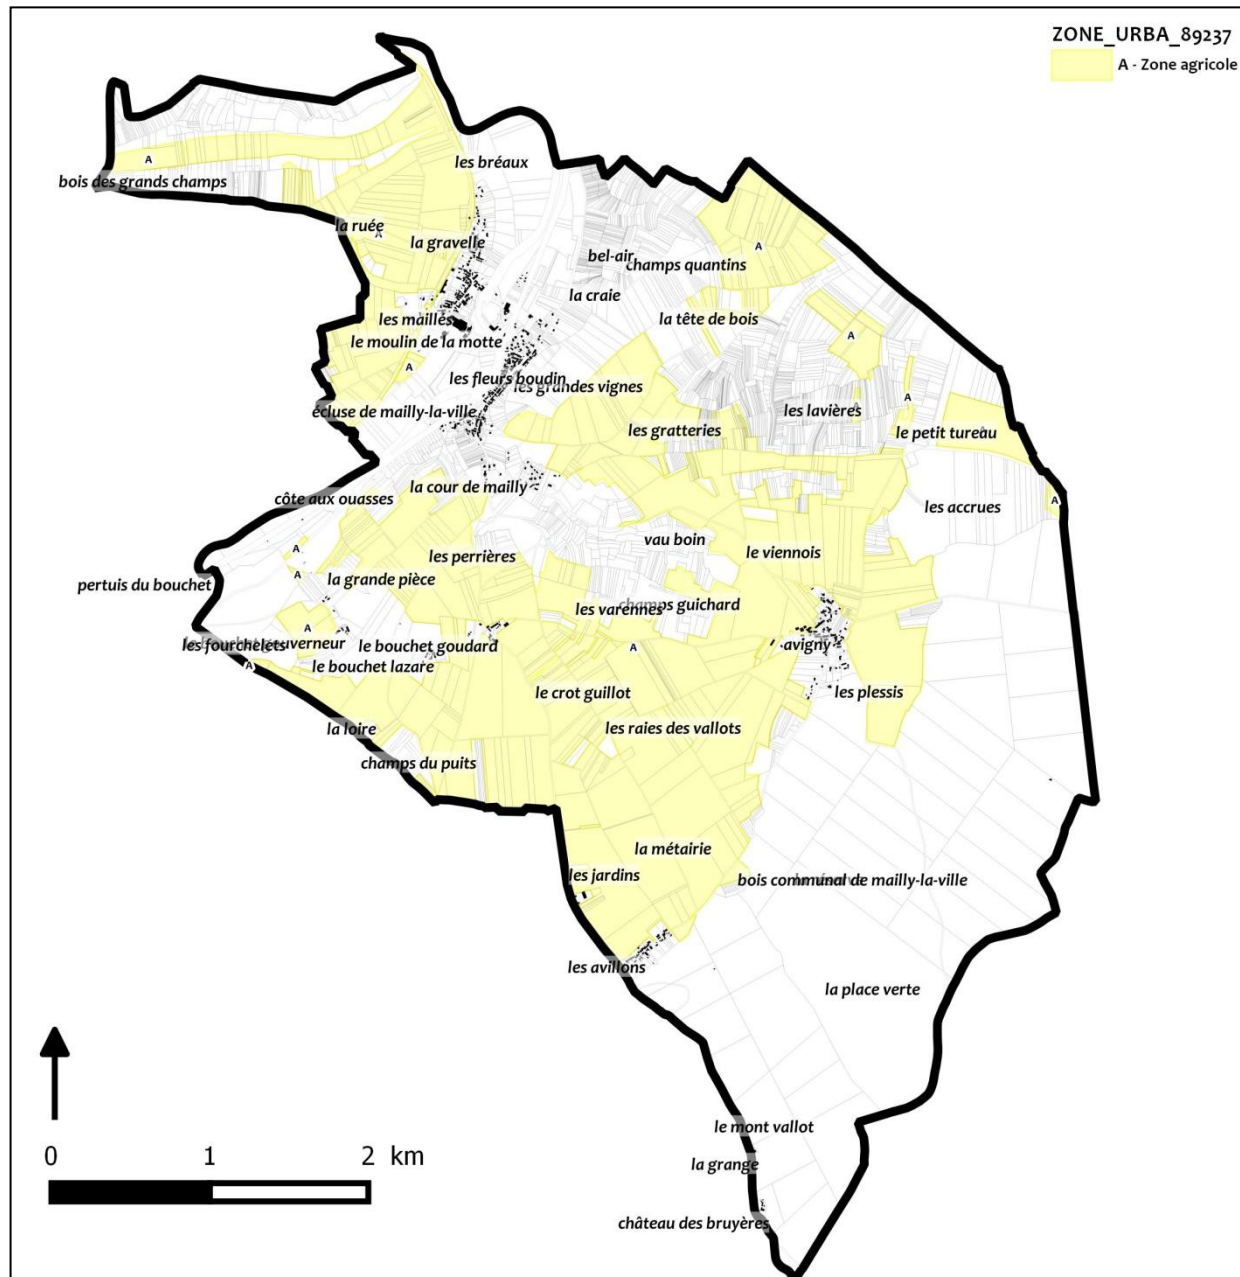 ZONE_URBA_89237
A - Zone agricole
les bréaux
A
bois des grands champs
la ruée
A
la gravelle
A
bel-air
champs quantins
la craie
les maillés
la tête de bois
le moulin de la motte
A
A
les fleurs boudin
les grandes vignes
A
écluse de mailly-la-ville
les lavières
les gratteries
le petit tureau
A
la cour de mailly
côte aux ouasses
les accrues
A
vau boin
A
les perrières
le viennois
A
la grande pièce
pertuis du bouchet
les varennes
champs guichard
A
les fourchelets
gouverneur
le bouchet goudard
A
avigny
A
le bouchet lazare
le crot guillot
les plessis
la loire
les raies des vallots
champs du puits
la métairie
les jardins
bois communal de mailly-la-ville
les avillons
la place verte
le mont vallot
0 1 2 km
la grange
château des bruyères